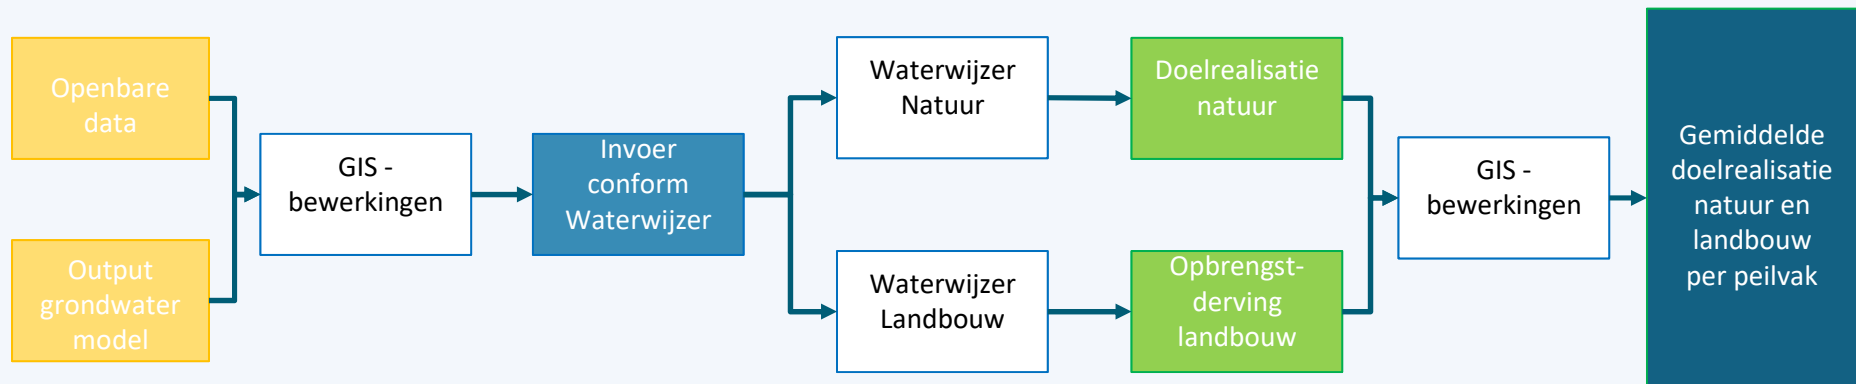 Openbare
data
Output
grondwater
model
GIS -
bewerkingen
Invoer
conform
Waterwijzer
Waterwijzer
Natuur
Waterwijzer
Landbouw
Doelrealisatie
natuur
Opbrengst-
derving
landbouw
GIS -
bewerkingen
Gemiddelde
doelrealisatie
natuur en
landbouw
per peilvak